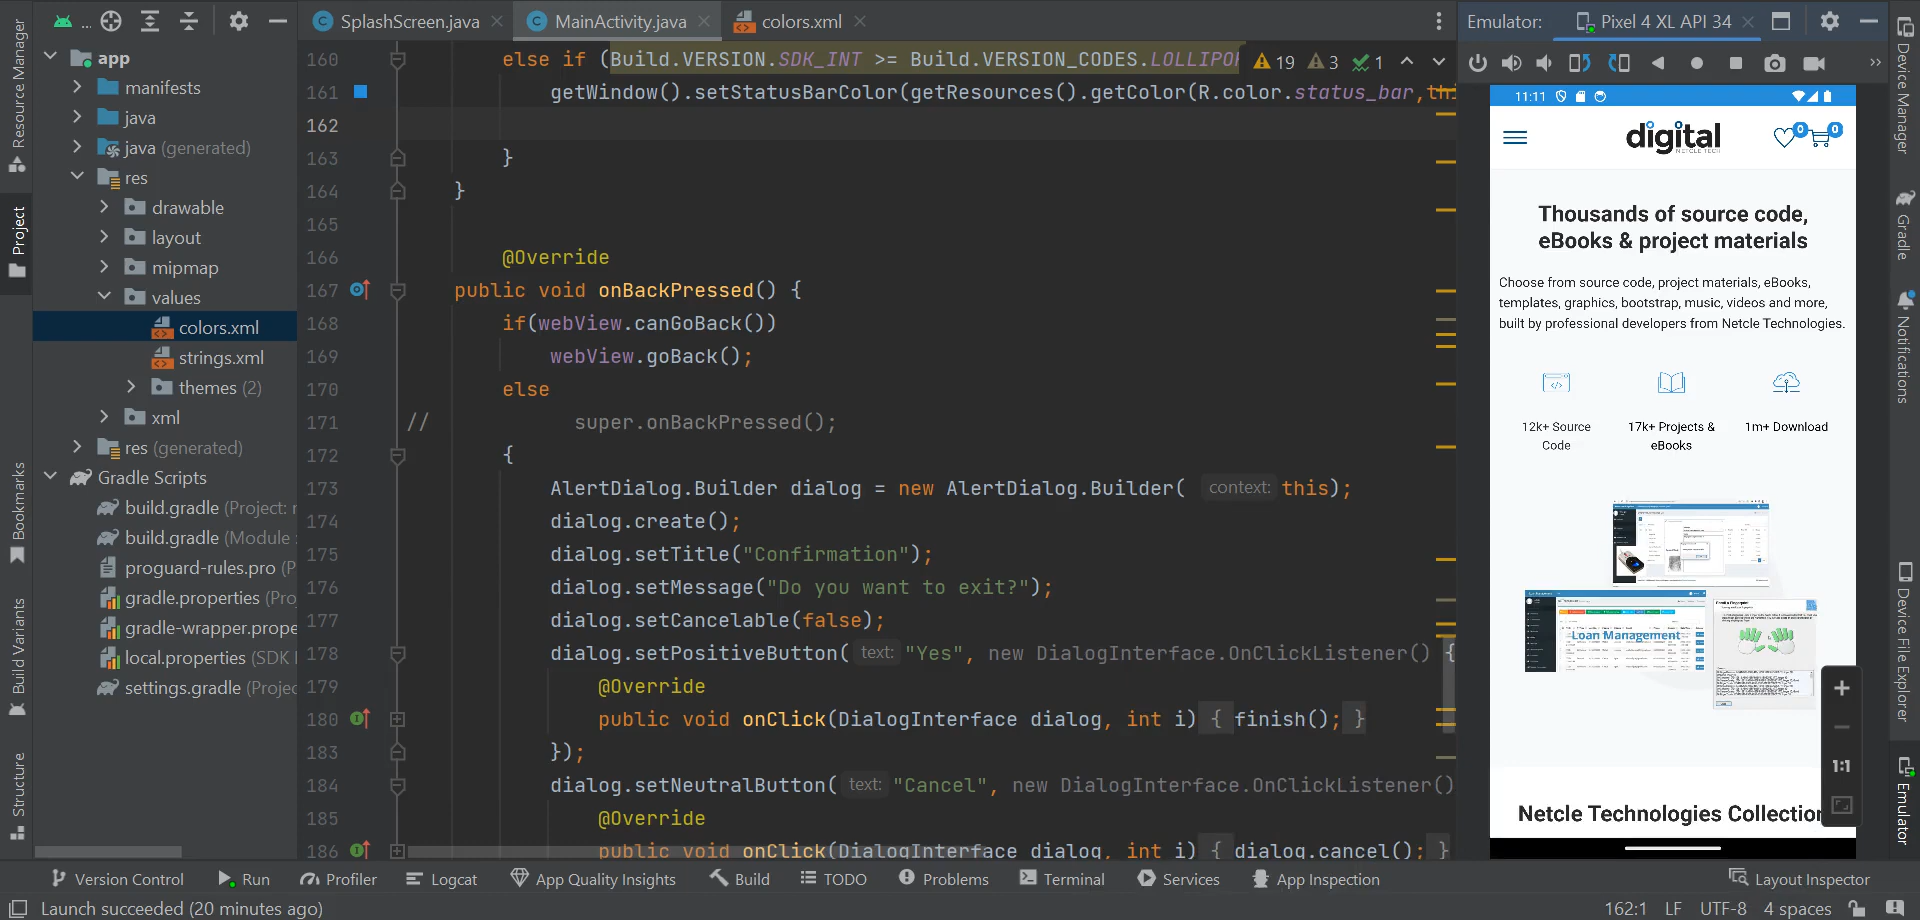 ...
SplashScreen.java
MainActivity.java
colors.xml
Emulator:
Pixel 4 XL API 34
Resource Manager
Project
Bookmarks
Build Variants
Structure
app
manifests
java
java (generated)
res
drawable
layout
mipmap
values
colors.xml
strings.xml
themes (2)
xml
res (generated)
Gradle Scripts
build.gradle (Project: r
build.gradle (Module :
proguard-rules.pro (P
gradle.properties (Proj
gradle-wrapper.prope
local.properties (SDK l
settings.gradle (Projec
160 else if (Build.VERSION.SDK_INT >= Build.VERSION_CODES.LOLLIPOP
19 3 1
161 getWindow().setStatusBarColor(getResources().getColor(R.color.status_bar,thi
162
163 }
164 }
165
166 @Override
167 public void onBackPressed() {
168 if(webView.canGoBack())
169 webView.goBack();
170 else
171 // super.onBackPressed();
172 {
173 AlertDialog.Builder dialog = new AlertDialog.Builder( context: this);
174 dialog.create();
175 dialog.setTitle("Confirmation");
176 dialog.setMessage("Do you want to exit?");
177 dialog.setCancelable(false);
178 dialog.setPositiveButton( text: "Yes", new DialogInterface.OnClickListener() {
179 @Override
180 public void onClick(DialogInterface dialog, int i) { finish(); }
183 });
184 dialog.setNeutralButton( text: "Cancel", new DialogInterface.OnClickListener()
185 @Override
186 public void onClick(DialogInterface dialog, int i) { dialog.cancel(); }
11:11
digital
NETCLE TECH
0
0
Thousands of source code,
eBooks & project materials
Choose from source code, project materials, eBooks,
templates, graphics, bootstrap, music, videos and more,
built by professional developers from Netcle Technologies.
12k+ Source
Code
17k+ Projects &
eBooks
1m+ Download
Loan Management
Netcle Technologies Collection
1:1
Device Manager
Gradle
Notifications
Device File Explorer
Emulator
Version Control
Run
Profiler
Logcat
App Quality Insights
Build
TODO
Problems
Terminal
Services
App Inspection
Layout Inspector
Launch succeeded (20 minutes ago)
162:1 LF UTF-8 4 spaces